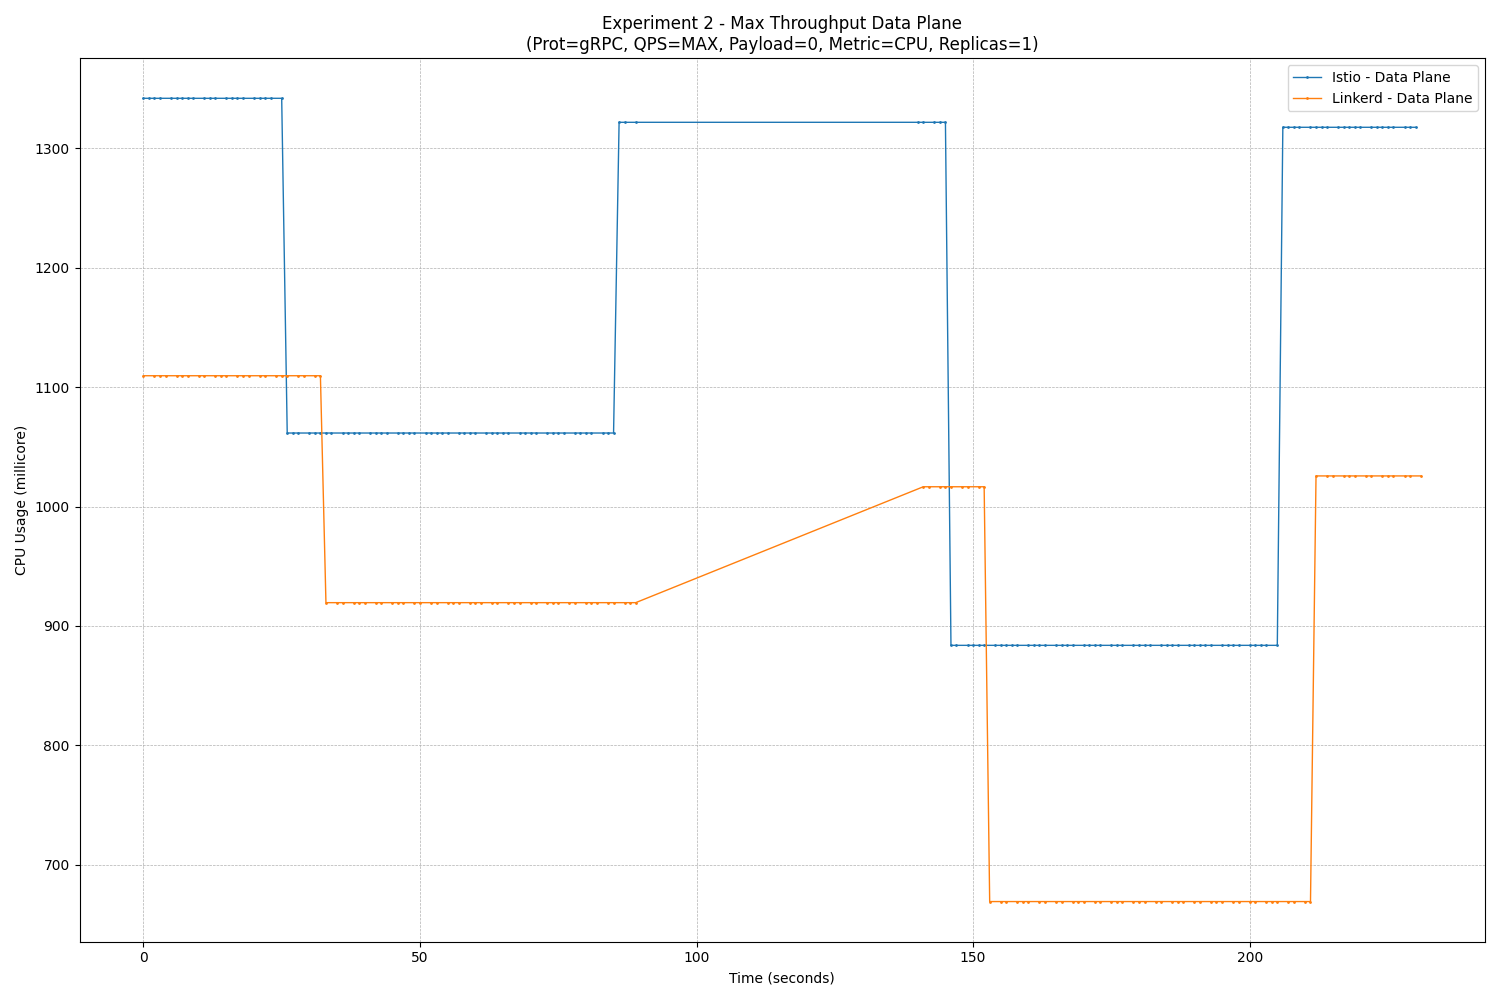 Experiment 2 - Max Throughput Data Plane
(Prot=gRPC, QPS=MAX, Payload=0, Metric=CPU, Replicas=1)
Istio - Data Plane
Linkerd - Data Plane
CPU Usage (millicore)
1300
1200
1100
1000
900
800
700
0
50
100
150
200
Time (seconds)